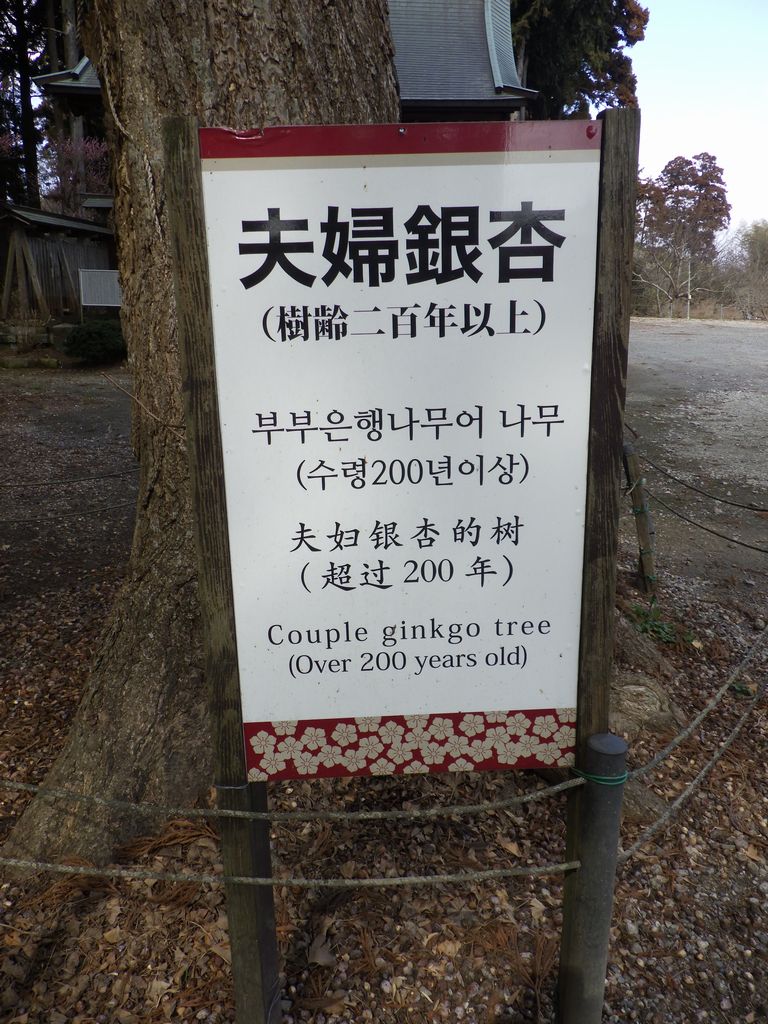 夫婦銀杏
(樹齢二百年以上)
부부은행나무어 나무
(수령200년이상)
夫妇银杏的树
(超过 200 年)
Couple ginkgo tree
(Over 200 years old)